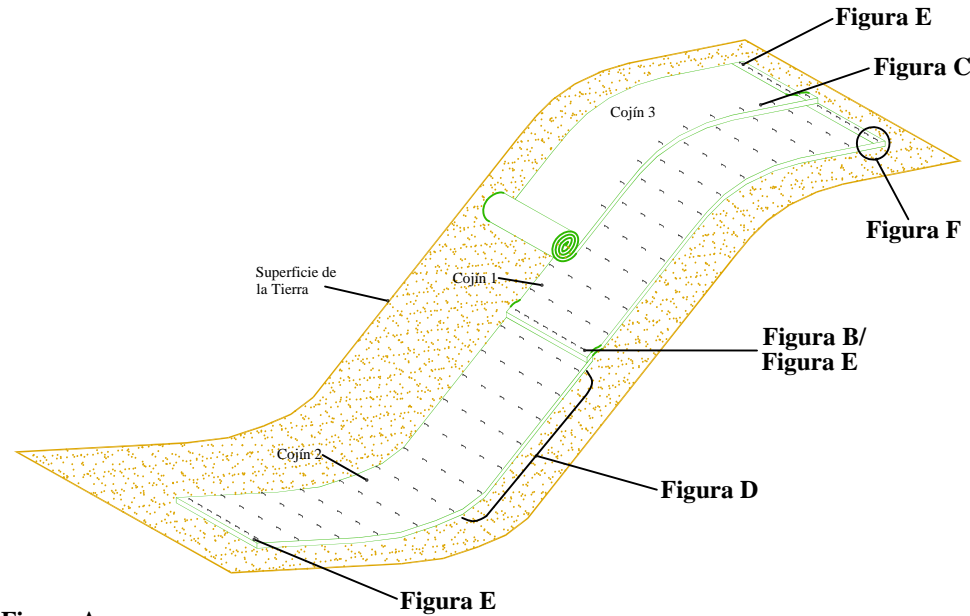 Figura E
Figura C
Cojín 3
Figura F
Superficie de
la Tierra
Cojín 1
Figura B/
Figura E
Cojín 2
Figura D
Figura E